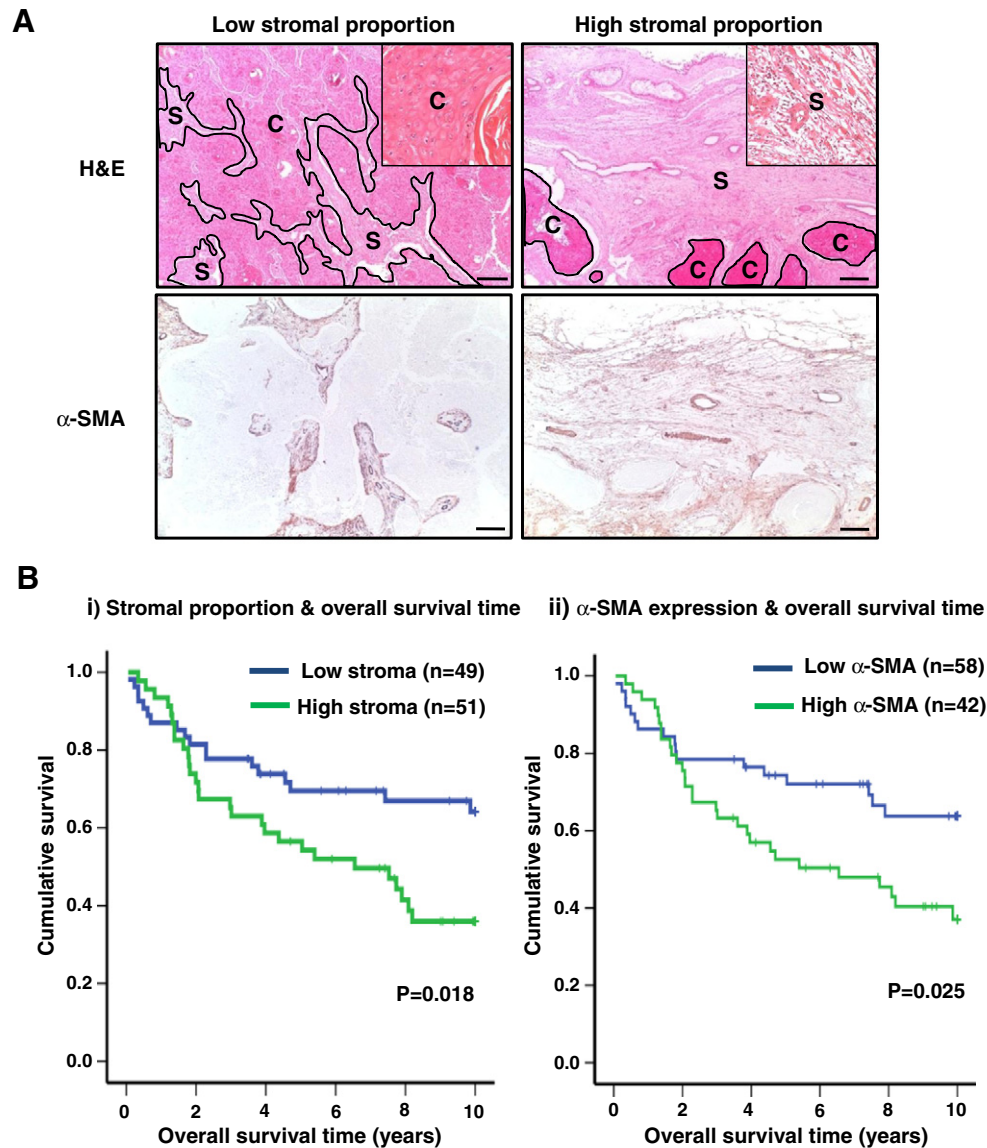 A
Low stromal proportion
High stromal proportion
H&E
S
C
C
S
S
S
S
C
C
C
C
α-SMA
B
i) Stromal proportion & overall survival time
Low stroma (n=49)
High stroma (n=51)
1.0
0.8
0.6
0.4
0.2
0.0
Cumulative survival
P=0.018
0 2 4 6 8 10
Overall survival time (years)
ii) α-SMA expression & overall survival time
Low α-SMA (n=58)
High α-SMA (n=42)
1.0
0.8
0.6
0.4
0.2
0.0
Cumulative survival
P=0.025
0 2 4 6 8 10
Overall survival time (years)